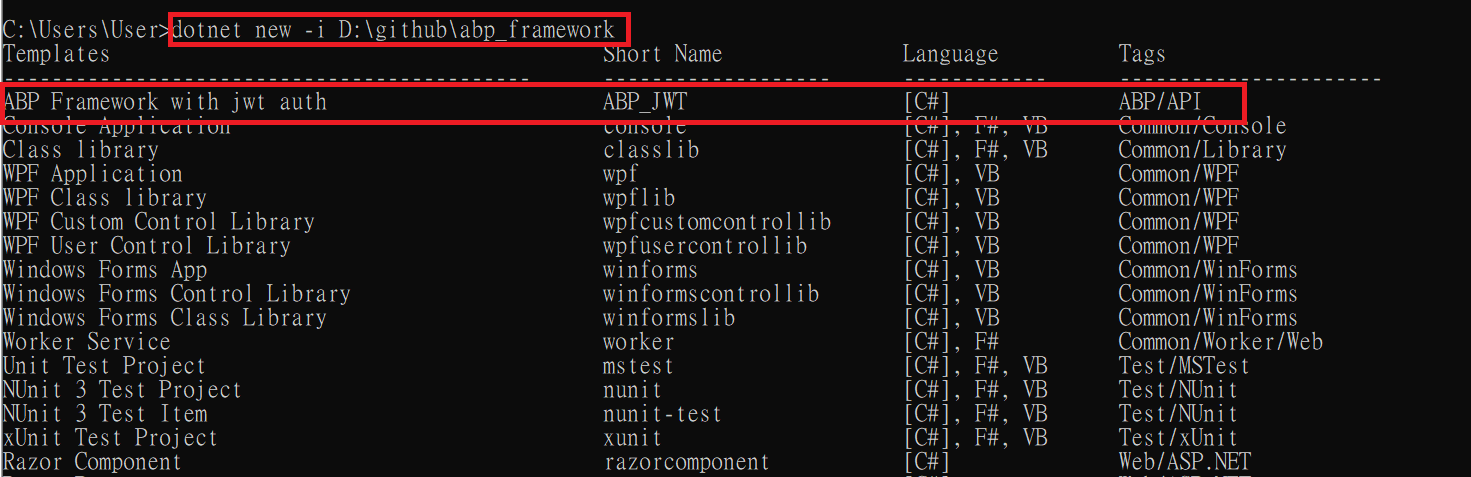 C:\Users\User>dotnet new -i D:\github\abp_framework
Templates Short Name Language Tags
-------------------------------------------- ------------------- ------------ ----------------------
ABP Framework with jwt auth ABP_JWT [C#] ABP/API
Console Application console [C#], F#, VB Common/Console
Class library classlib [C#], F#, VB Common/Library
WPF Application wpf [C#], VB Common/WPF
WPF Class library wpflib [C#], VB Common/WPF
WPF Custom Control Library wpfcustomcontrollib [C#], VB Common/WPF
WPF User Control Library wpfusercontrollib [C#], VB Common/WPF
Windows Forms App winforms [C#], VB Common/WinForms
Windows Forms Control Library winformscontrollib [C#], VB Common/WinForms
Windows Forms Class Library winformslib [C#], VB Common/WinForms
Worker Service worker [C#], F# Common/Worker/Web
Unit Test Project mstest [C#], F#, VB Test/MSTest
NUnit 3 Test Project nunit [C#], F#, VB Test/NUnit
NUnit 3 Test Item nunit-test [C#], F#, VB Test/NUnit
xUnit Test Project xunit [C#], F#, VB Test/xUnit
Razor Component razorcomponent [C#] Web/ASP.NET